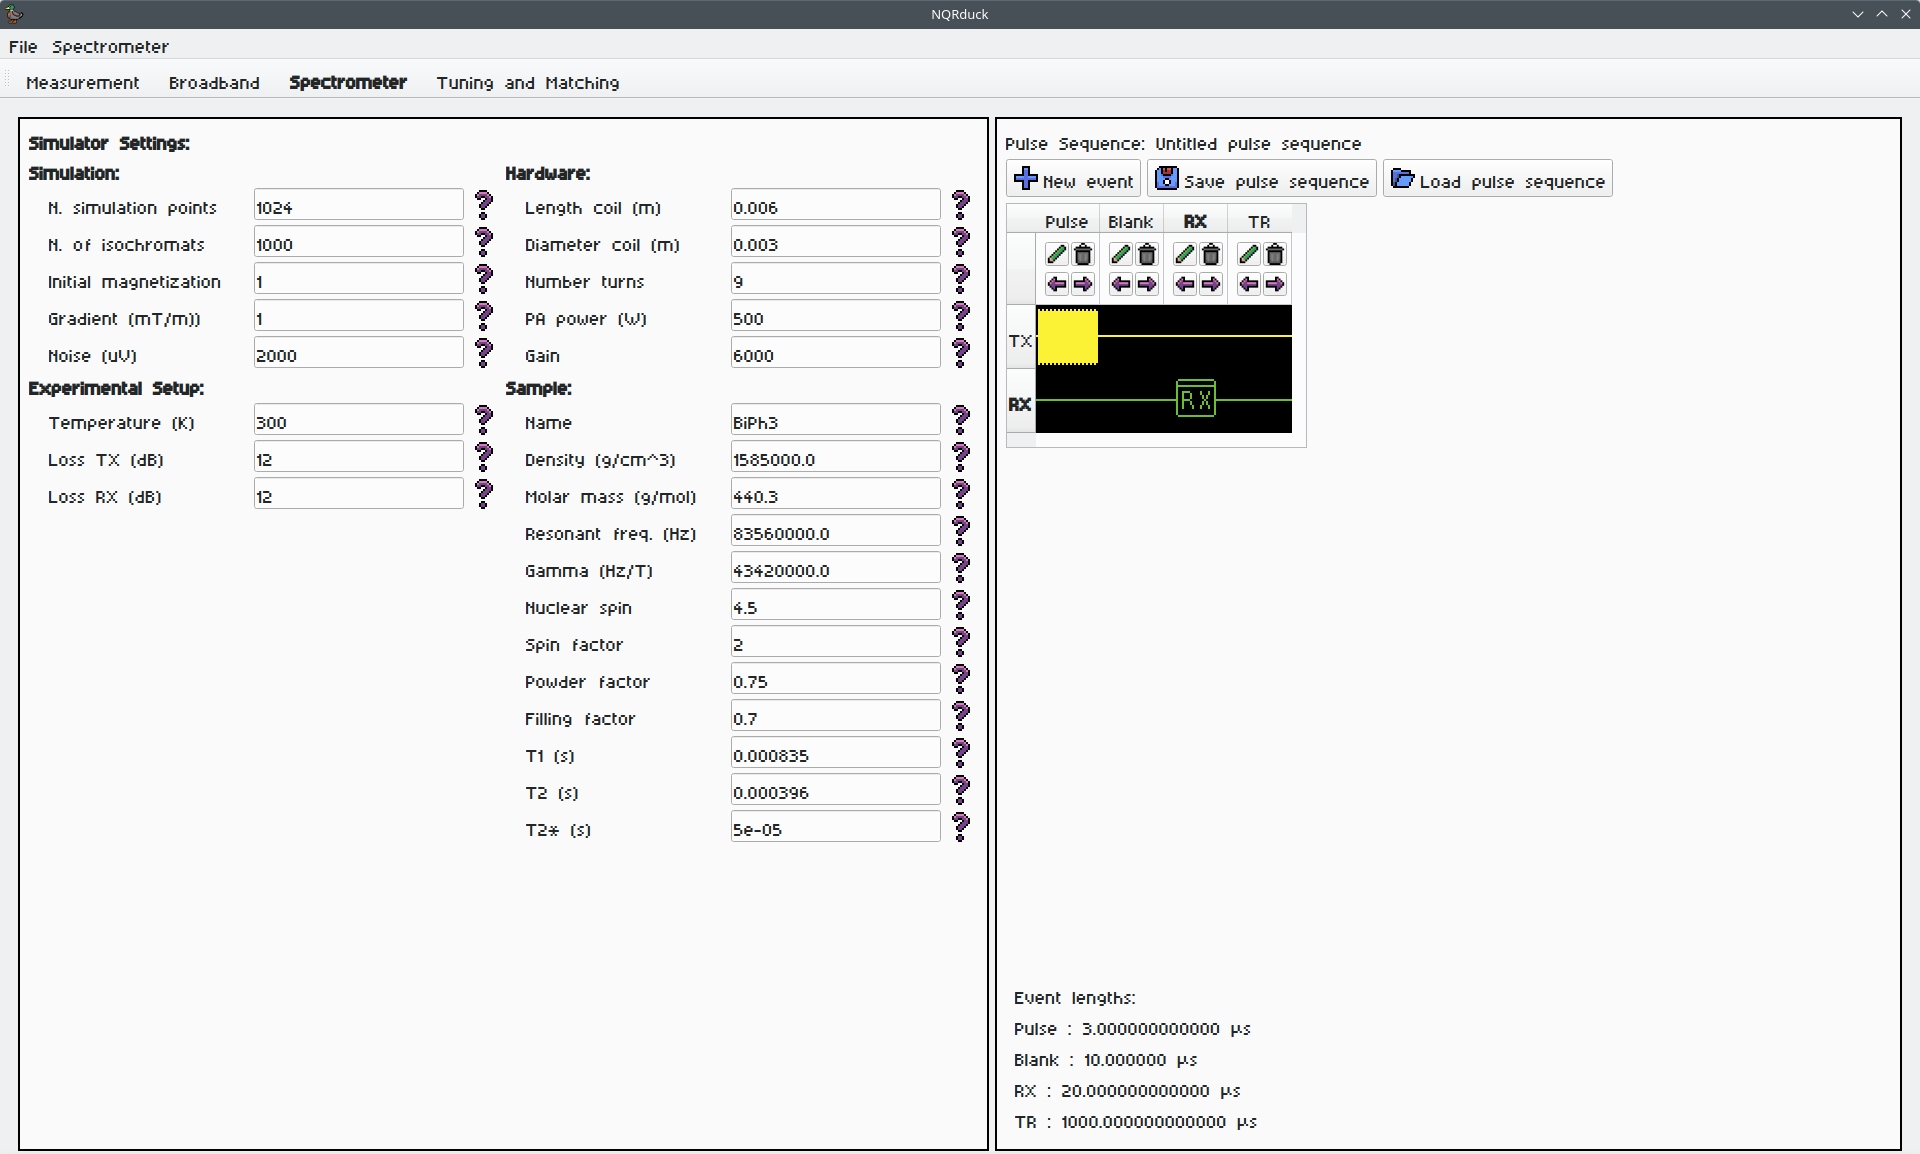 NQRduck
File Spectrometer
Measurement Broadband Spectrometer Tuning and Matching
Simulator Settings:
Simulation:
N. simulation points 1024
N. of isochromats 1000
Initial magnetization 1
Gradient (mT/m)) 1
Noise (uV) 2000
Experimental Setup:
Temperature (K) 300
Loss TX (dB) 12
Loss RX (dB) 12
Hardware:
Length coil (m) 0.006
Diameter coil (m) 0.003
Number turns 9
PA power (W) 500
Gain 6000
Sample:
Name BiPh3
Density (g/cm^3) 1585000.0
Molar mass (g/mol) 440.3
Resonant freq. (Hz) 83560000.0
Gamma (Hz/T) 43420000.0
Nuclear spin 4.5
Spin factor 2
Powder factor 0.75
Filling factor 0.7
T1 (s) 0.000835
T2 (s) 0.000396
T2* (s) 5e-05
Pulse Sequence: Untitled pulse sequence
New event Save pulse sequence Load pulse sequence
Pulse Blank RX TR
TX
RX RX
Event lengths:
Pulse : 3.000000000000 µs
Blank : 10.000000 µs
RX : 20.000000000000 µs
TR : 1000.000000000000 µs